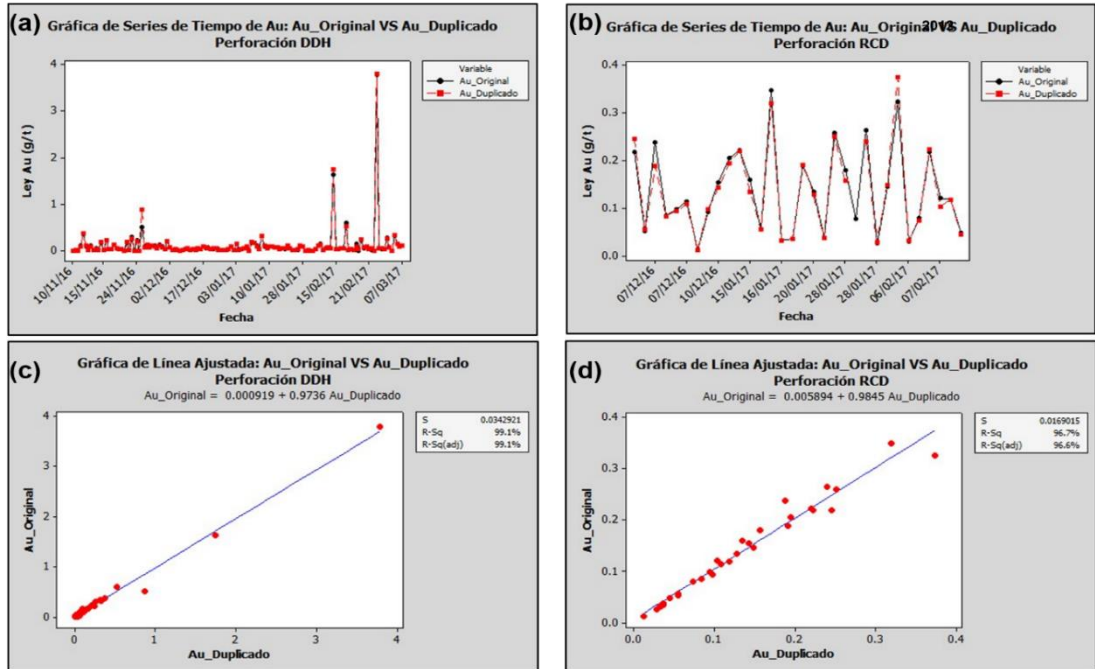 (a)
Gráfica de Series de Tiempo de Au: Au_Original VS Au_Duplicado
Perforación DDH
Variable
Au_Original
Au_Duplicado
Ley Au (g/t)
4
3
2
1
0
10/11/16
15/11/16
24/11/16
02/12/16
17/12/16
03/01/17
10/01/17
28/01/17
15/02/17
21/02/17
07/03/17
Fecha
(b)
Gráfica de Series de Tiempo de Au: Au_Original VS Au_Duplicado
Perforación RCD
Variable
Au_Original
Au_Duplicado
Ley Au (g/t)
0.4
0.3
0.2
0.1
0.0
07/12/16
07/12/16
10/12/16
15/01/17
16/01/17
20/01/17
28/01/17
28/01/17
06/02/17
07/02/17
Fecha
(c)
Gráfica de Línea Ajustada: Au_Original VS Au_Duplicado
Perforación DDH
Au_Original = 0.000919 + 0.9736 Au_Duplicado
S 0.0342921
R-Sq 99.1%
R-Sq(adj) 99.1%
Au_Original
4
3
2
1
0
0 1 2 3 4
Au_Duplicado
(d)
Gráfica de Línea Ajustada: Au_Original VS Au_Duplicado
Perforación RCD
Au_Original = 0.005894 + 0.9845 Au_Duplicado
S 0.0169015
R-Sq 96.7%
R-Sq(adj) 96.6%
Au_Original
0.4
0.3
0.2
0.1
0.0
0.0 0.1 0.2 0.3 0.4
Au_Duplicado